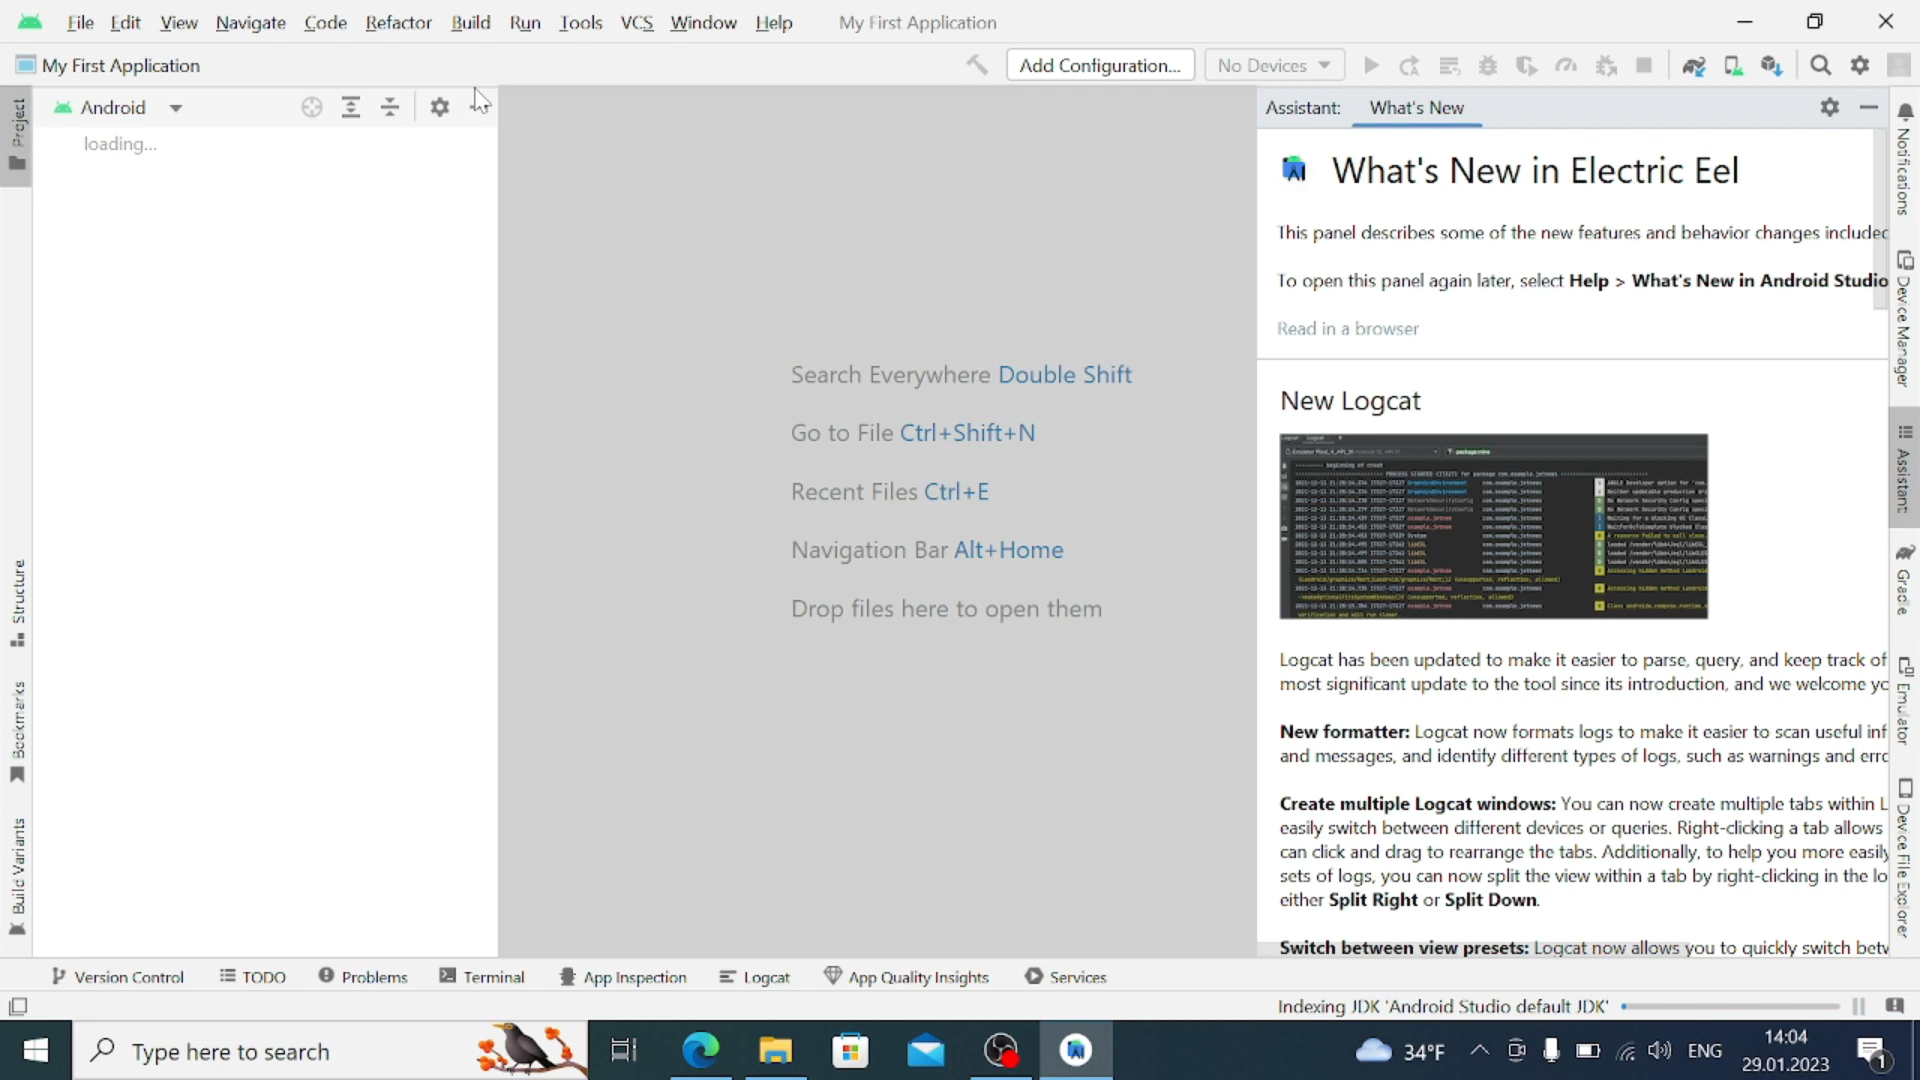 File Edit View Navigate Code Refactor Build Run Tools VCS Window Help My First Application
My First Application
Add Configuration...
No Devices
Project
Android
loading...
Structure
Bookmarks
Build Variants
Search Everywhere Double Shift
Go to File Ctrl+Shift+N
Recent Files Ctrl+E
Navigation Bar Alt+Home
Drop files here to open them
Assistant: What's New
What's New in Electric Eel
This panel describes some of the new features and behavior changes included
To open this panel again later, select Help > What's New in Android Studio
Read in a browser
New Logcat
Logcat has been updated to make it easier to parse, query, and keep track of
most significant update to the tool since its introduction, and we welcome yo
New formatter: Logcat now formats logs to make it easier to scan useful inf
and messages, and identify different types of logs, such as warnings and erro
Create multiple Logcat windows: You can now create multiple tabs within L
easily switch between different devices or queries. Right-clicking a tab allows
can click and drag to rearrange the tabs. Additionally, to help you more easily
sets of logs, you can now split the view within a tab by right-clicking in the lo
either Split Right or Split Down.
Switch between view presets: Logcat now allows you to quickly switch betw
Notifications
Device Manager
Assistant:
Gradle
Emulator
Device File Explorer
Version Control TODO Problems Terminal App Inspection Logcat App Quality Insights Services
Indexing JDK 'Android Studio default JDK'
Type here to search
34°F
ENG
14:04
29.01.2023
1